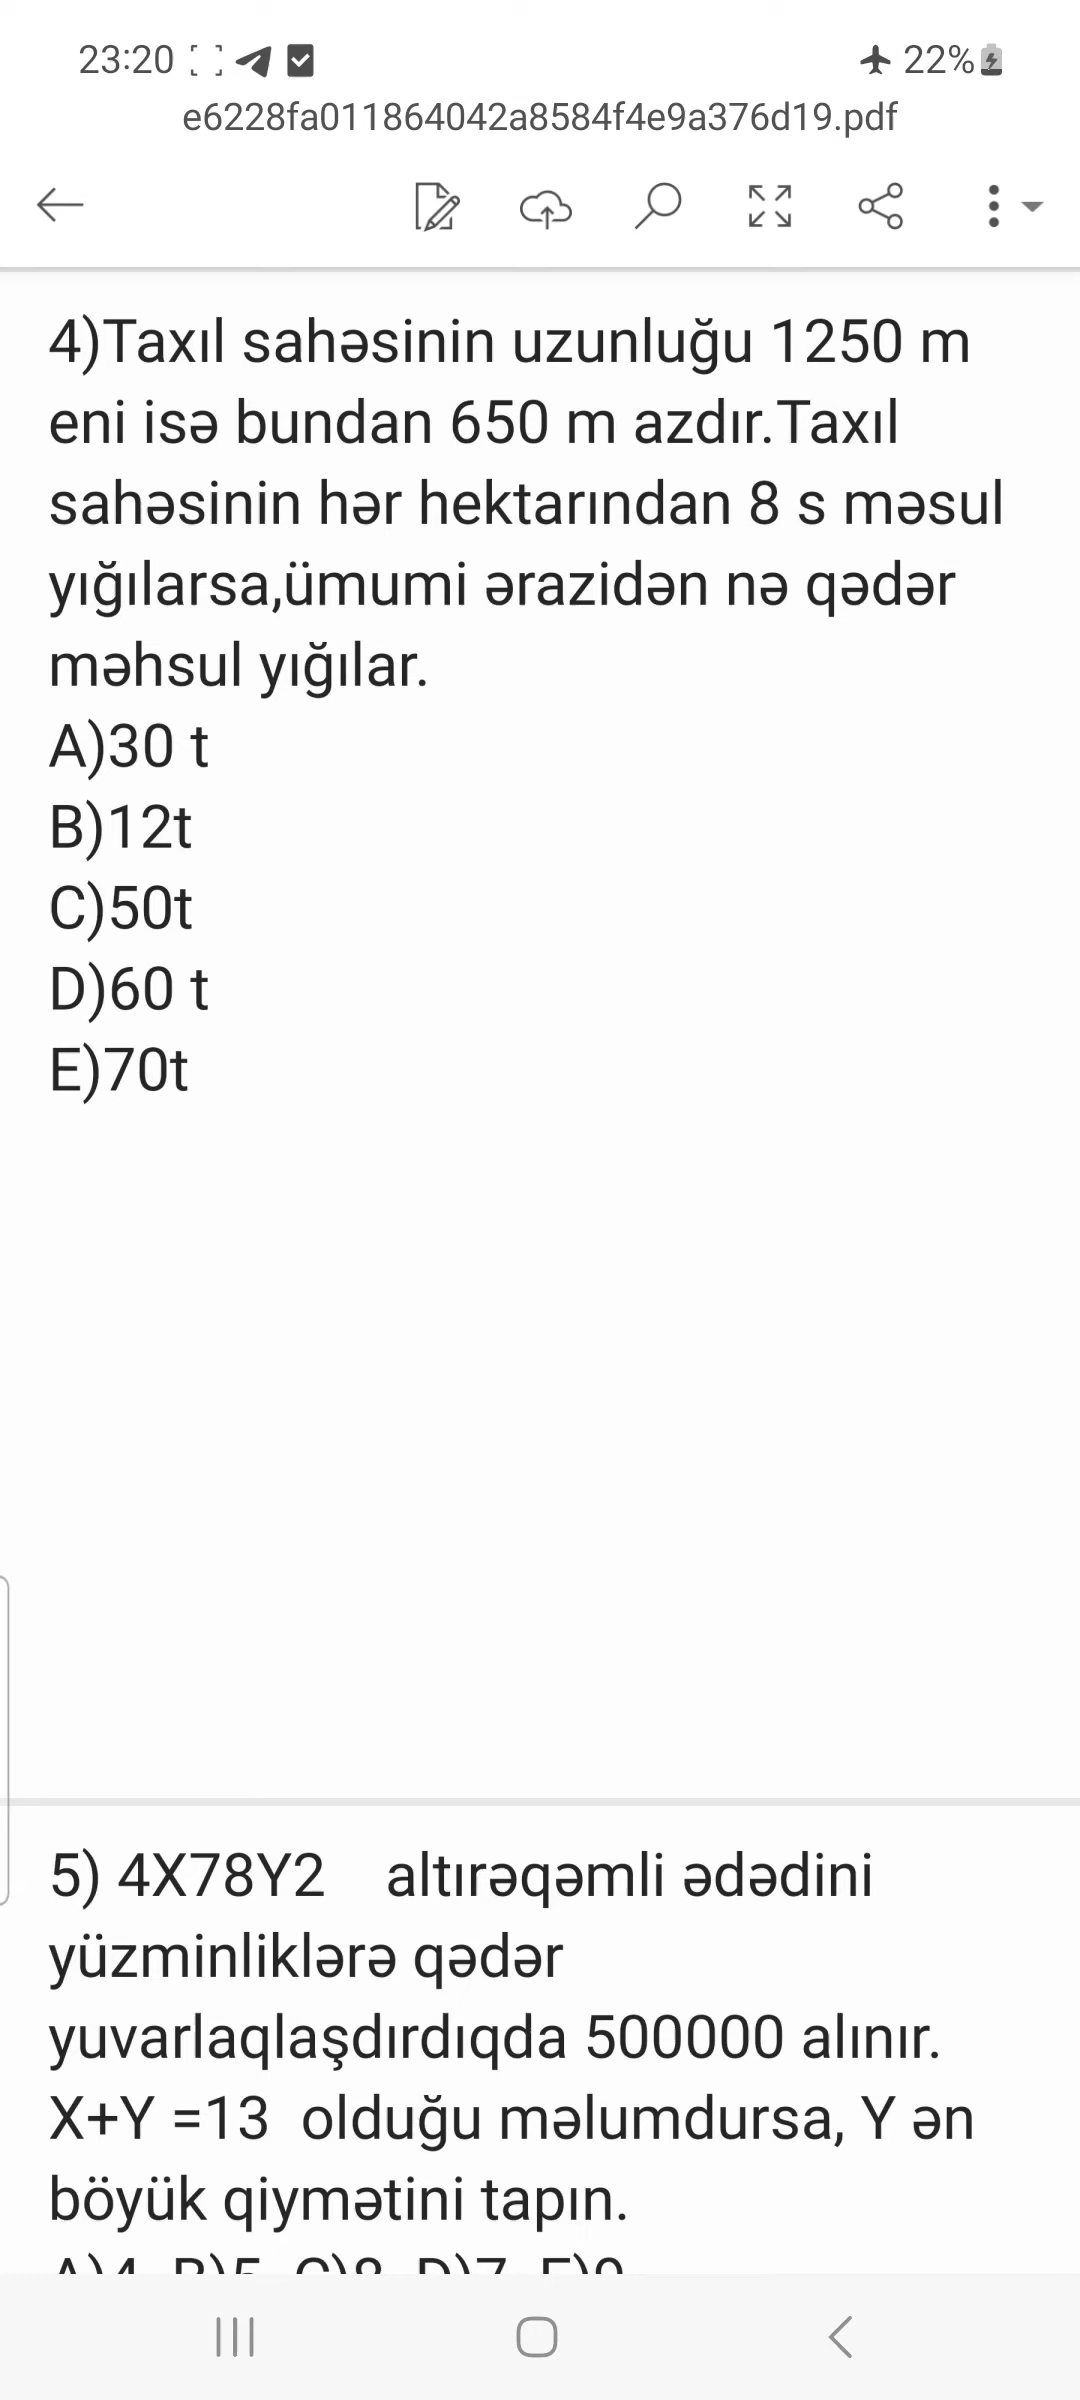 23:20
22%
e6228fa011864042a8584f4e9a376d19.pdf
4)Taxıl sahəsinin uzunluğu 1250 m
eni isə bundan 650 m azdır.Taxıl
sahəsinin hər hektarından 8 s məsul
yığılarsa,ümumi ərazidən nə qədər
məhsul yığılar.
A)30 t
B)12t
C)50t
D)60 t
E)70t
5) 4X78Y2 altırəqəmli ədədini
yüzminliklərə qədər
yuvarlaqlaşdırdıqda 500000 alınır.
X+Y =13 olduğu məlumdursa, Y ən
böyük qiymətini tapın.